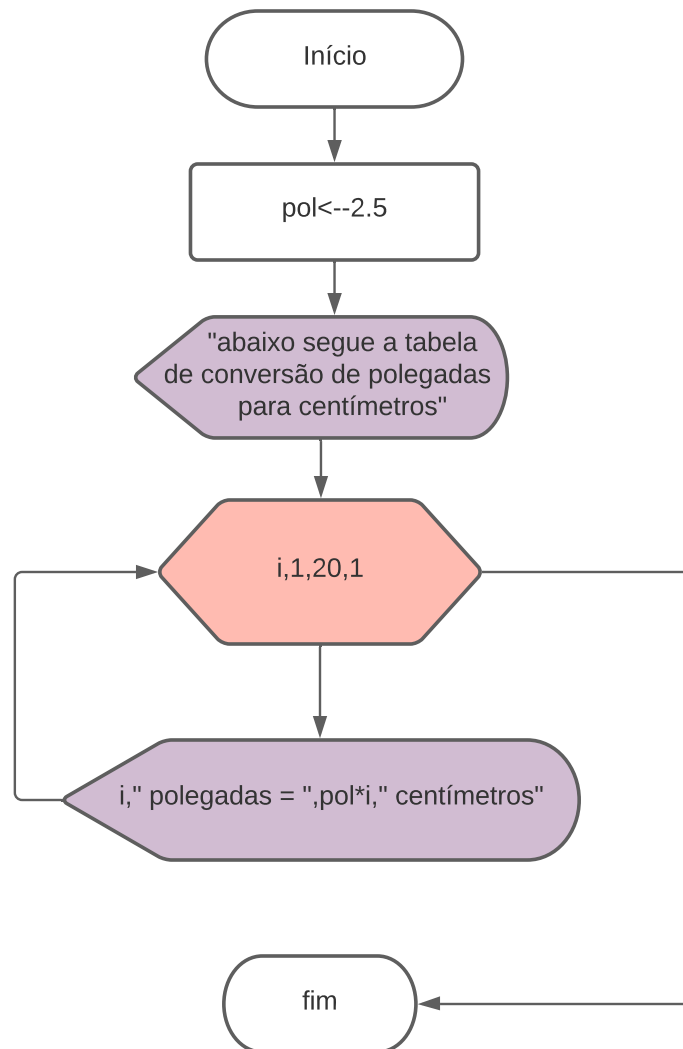 Início
pol<--2.5
"abaixo segue a tabela
de conversão de polegadas
para centímetros"
i,1,20,1
i," polegadas = ",pol*i," centímetros"
fim